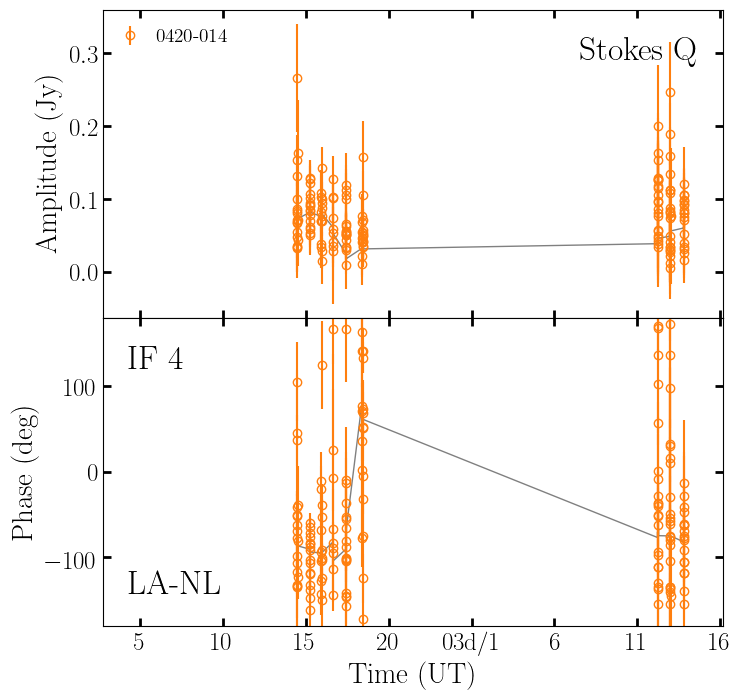 0420-014
Stokes Q
0.3
0.2
0.1
0.0
Amplitude (Jy)
IF 4
100
0
−100
Phase (deg)
LA-NL
5 10 15 20 03d/1 6 11 16
Time (UT)